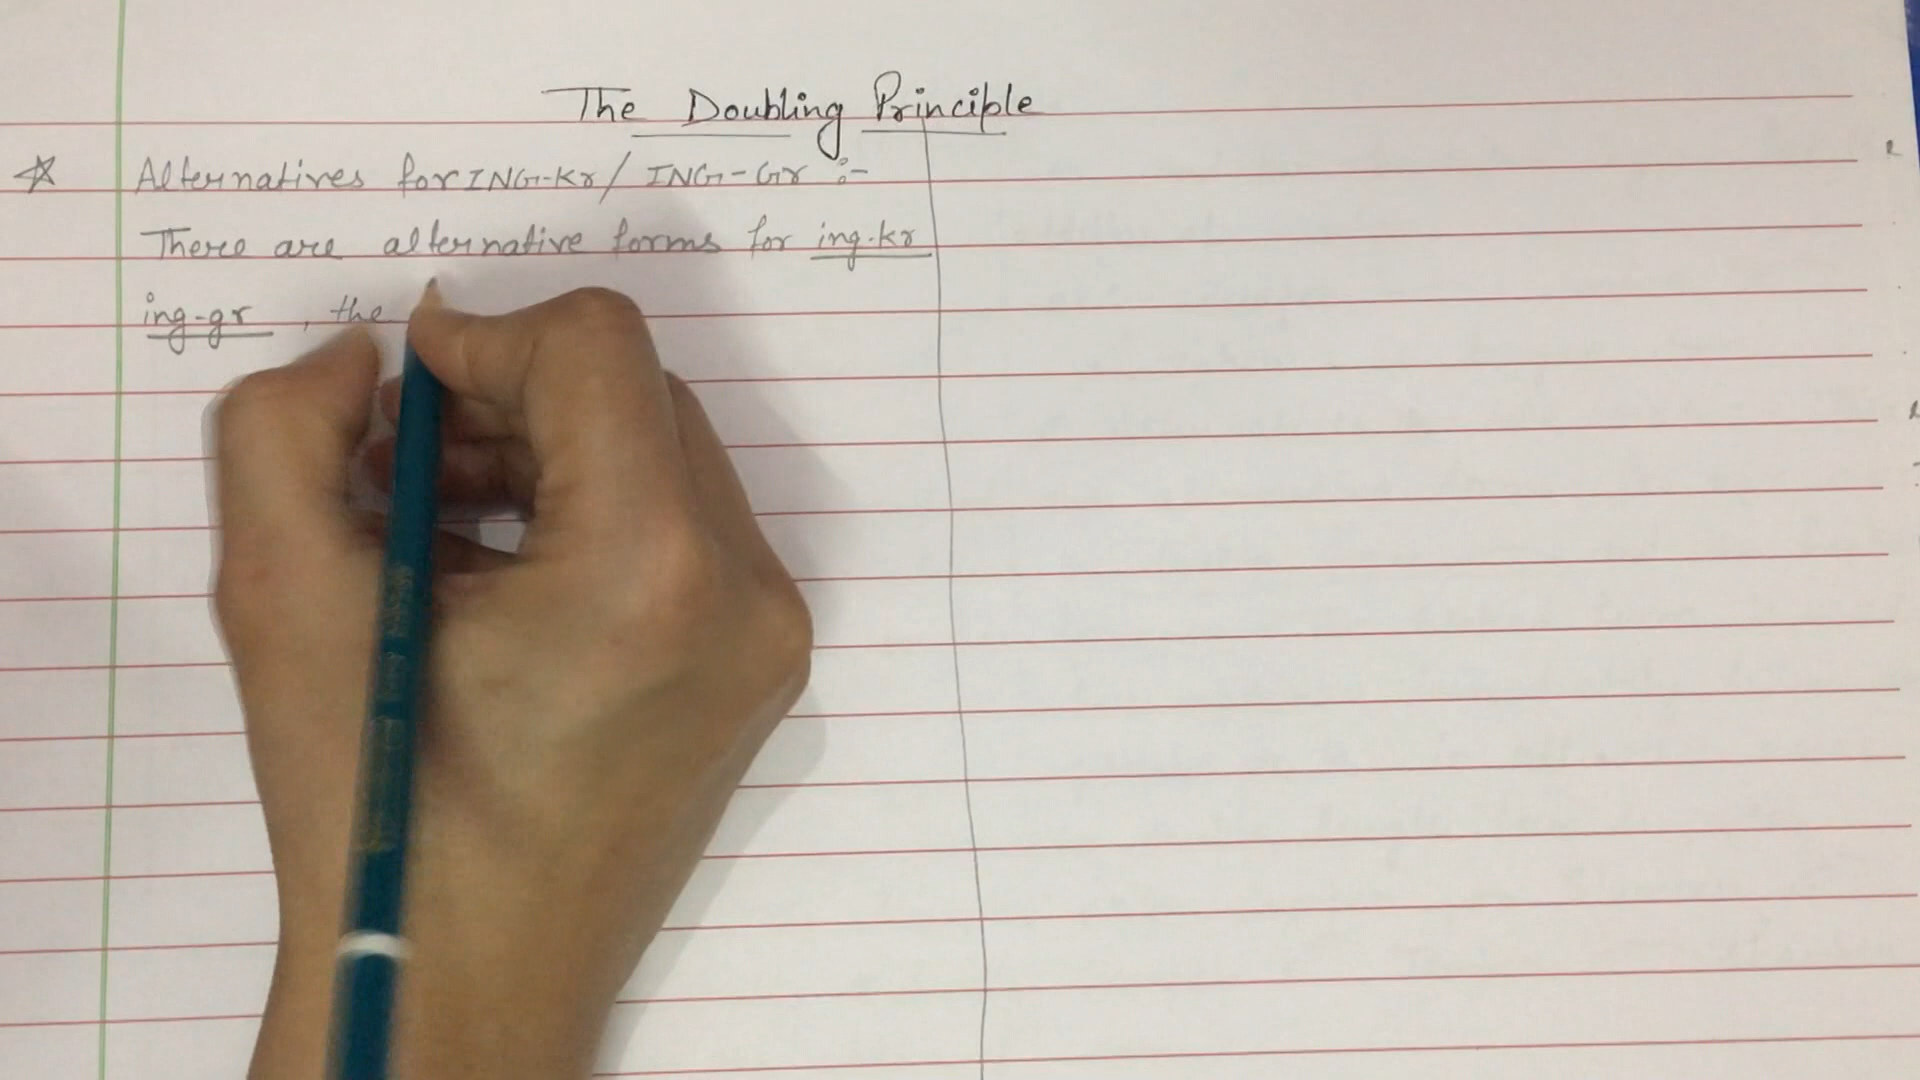 The Doubling Principle
Alternatives for ING-Kr/ ING-Gr :-
There are alternative forms for ing-kr
ing-gr , the